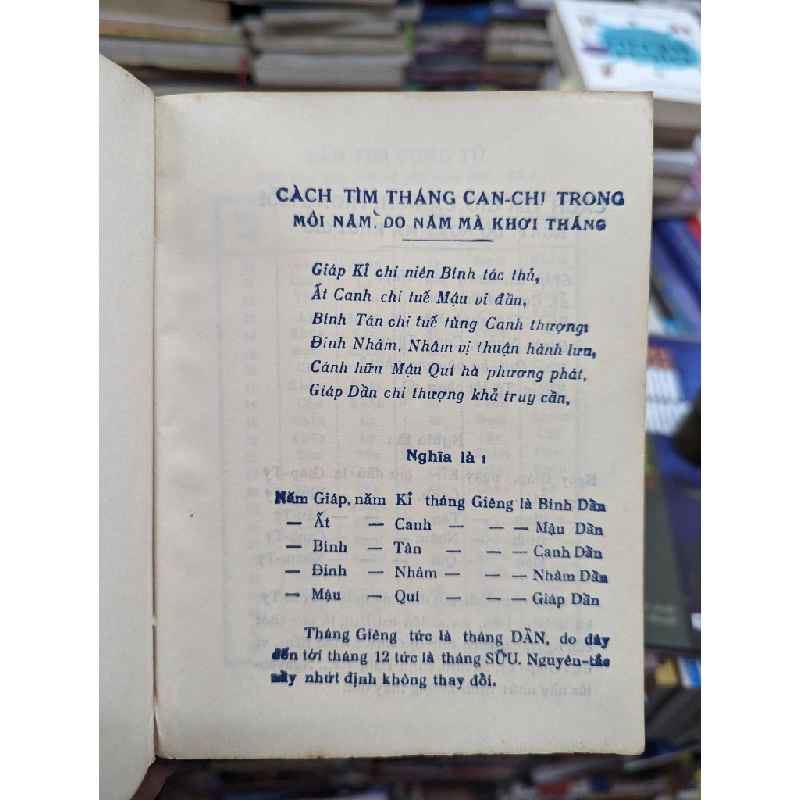 CÁCH TÌM THÁNG CAN-CHI TRONG
MỖI NĂM, DO NĂM MÀ KHỞI THÁNG
Giáp Kỉ chi niên Bính tác thủ,
Ất Canh chi tuế Mậu vi đầu,
Bính Tân chi tuế tùng Canh thượng:
Đinh Nhâm, Nhâm vị thuận hành lưu,
Cánh hữu Mậu Quí hà phương phát,
Giáp Dần chi thượng khả truy cần,
Nghĩa là :
Năm Giáp, năm Kỉ tháng Giêng là Bính Dần
— Ất — Canh — — — Mậu Dần
— Bính — Tân — — — Canh Dần
— Đinh — Nhâm — — — Nhâm Dần
— Mậu — Quí — — — Giáp Dần
Tháng Giêng tức là tháng DẦN, do đây
đến tới tháng 12 tức là tháng SỬU. Nguyên-tắc
nầy nhứt định không thay đổi.